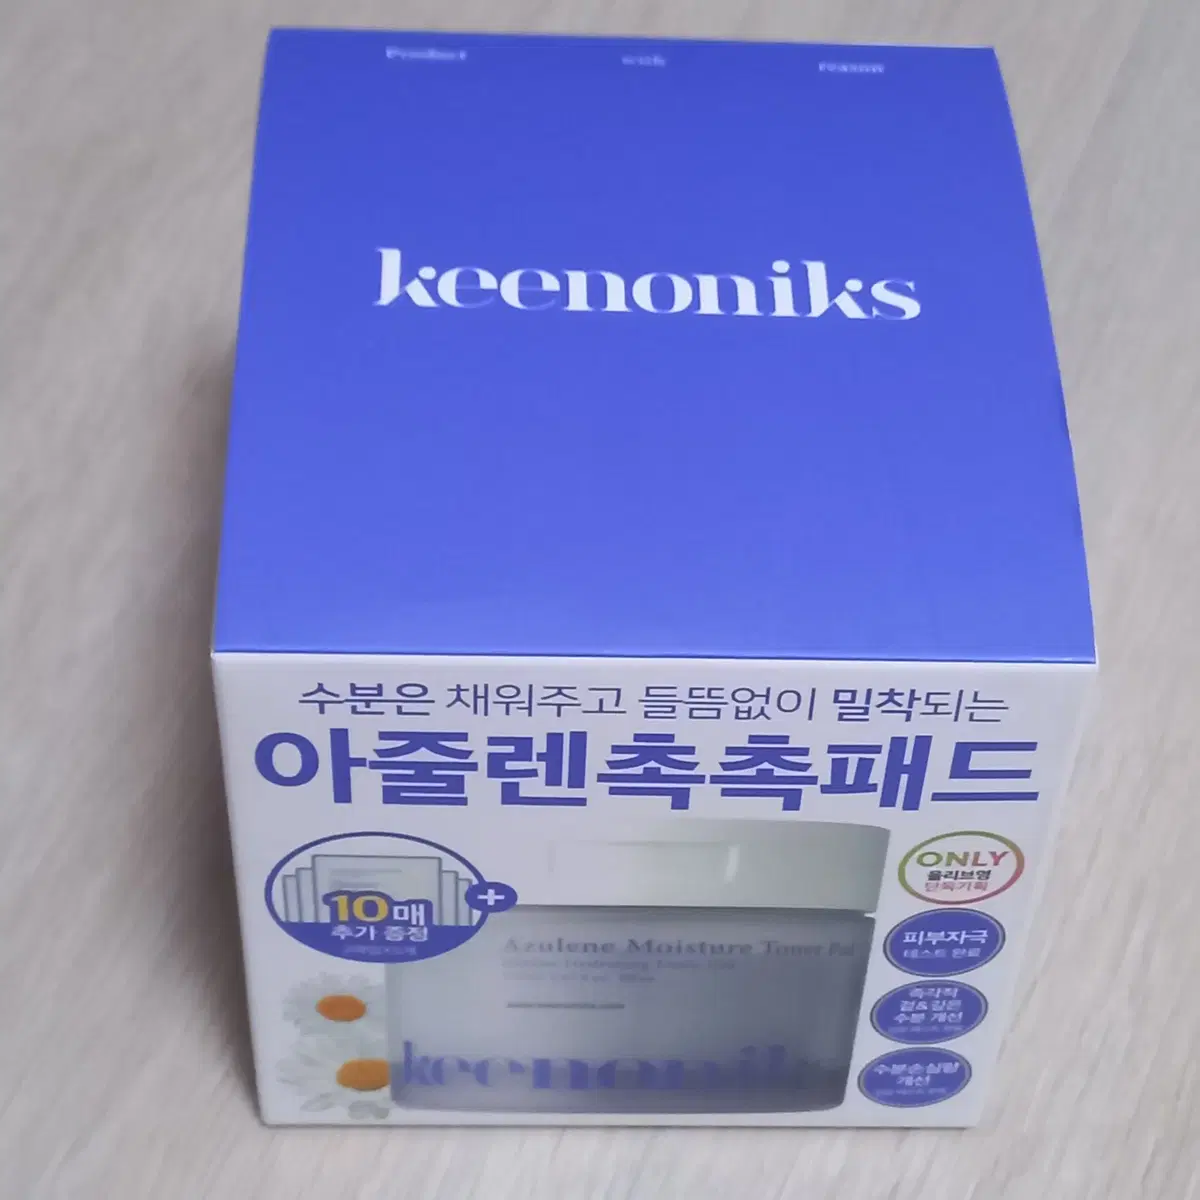 Product with reason
keenoniks
수분은 채워주고 들뜸없이 밀착되는
아줄렌촉촉패드
10매
추가 증정
+
ONLY
올리브영
단독기획
피부자극
테스트 완료
즉각적
겉&깊은
수분 개선
수분손실량
개선
Azulene Moisture Toner Pad
keenoniks